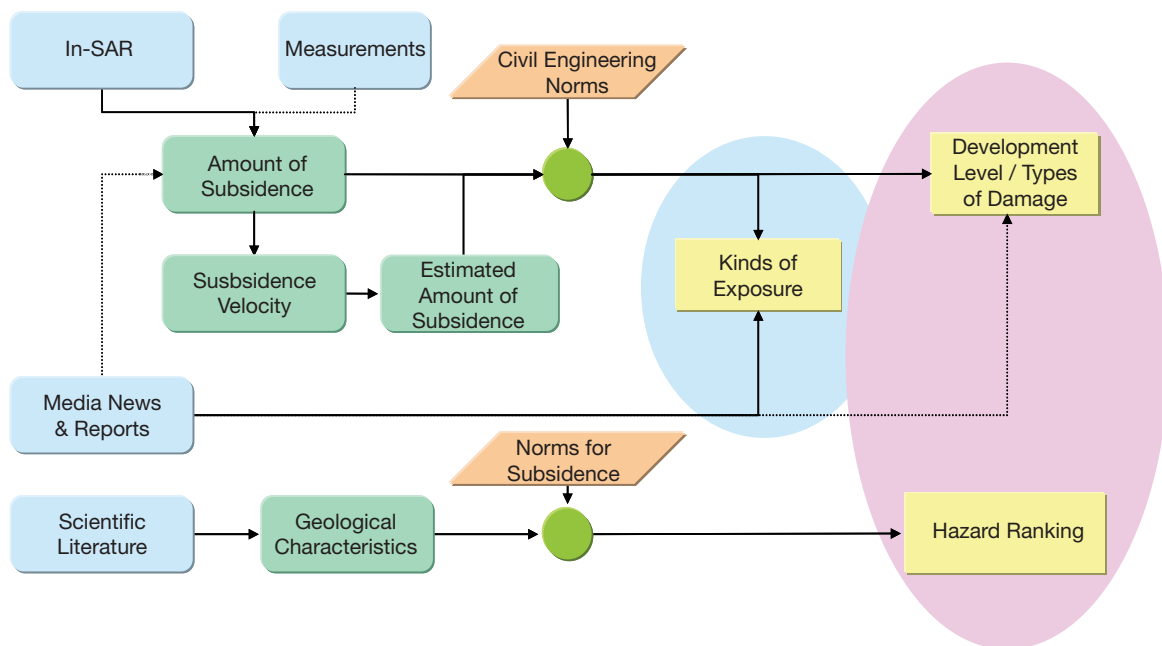 In-SAR
Measurements
Civil Engineering
Norms
Amount of
Subsidence
Development
Level / Types
of Damage
Susbsidence
Velocity
Estimated
Amount of
Subsidence
Kinds of
Exposure
Media News
& Reports
Norms for
Subsidence
Scientific
Literature
Geological
Characteristics
Hazard Ranking